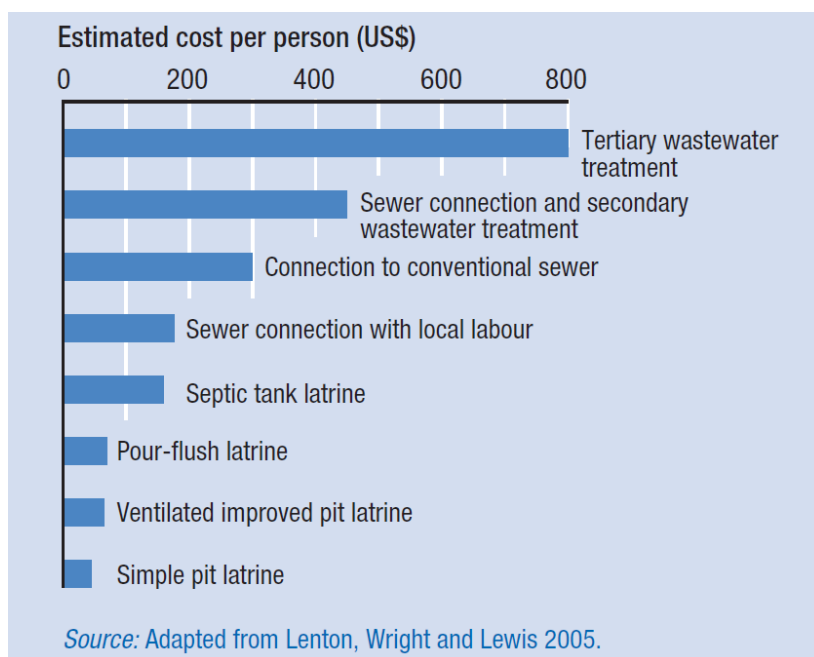 Estimated cost per person (US$)
0 200 400 600 800
Tertiary wastewater
treatment
Sewer connection and secondary
wastewater treatment
Connection to conventional sewer
Sewer connection with local labour
Septic tank latrine
Pour-flush latrine
Ventilated improved pit latrine
Simple pit latrine
Source: Adapted from Lenton, Wright and Lewis 2005.